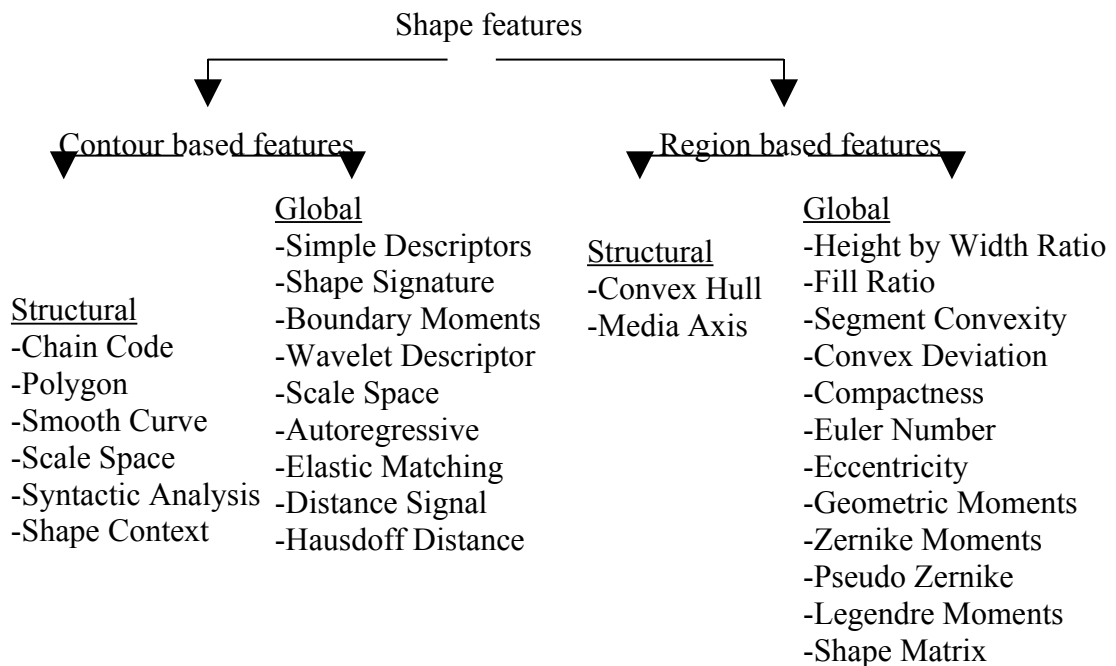 Shape features
Contour based features
Region based features
Structural
-Chain Code
-Polygon
-Smooth Curve
-Scale Space
-Syntactic Analysis
-Shape Context
Global
-Simple Descriptors
-Shape Signature
-Boundary Moments
-Wavelet Descriptor
-Scale Space
-Autoregressive
-Elastic Matching
-Distance Signal
-Hausdoff Distance
Structural
-Convex Hull
-Media Axis
Global
-Height by Width Ratio
-Fill Ratio
-Segment Convexity
-Convex Deviation
-Compactness
-Euler Number
-Eccentricity
-Geometric Moments
-Zernike Moments
-Pseudo Zernike
-Legendre Moments
-Shape Matrix